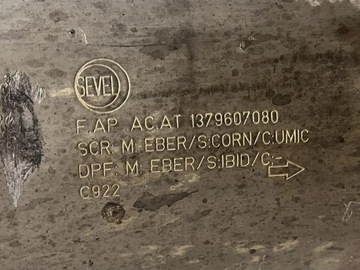 SEVEL
F.AP AC.AT 1379607080
SCR: M: EBER/S:CORN/C:UMIC
DPF: M: EBER/S:IBID/C:-
C922